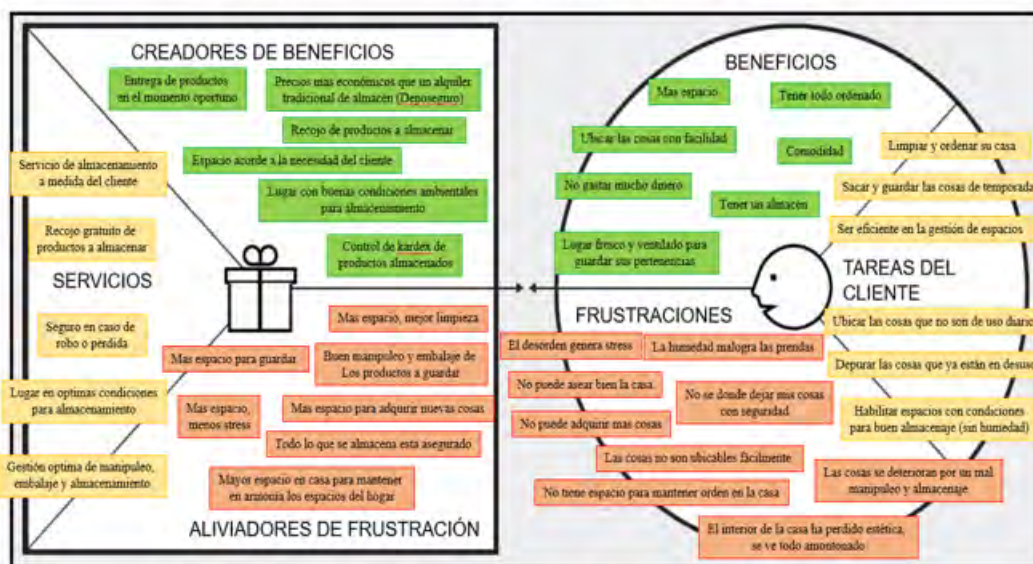 CREADORES DE BENEFICIOS
Entrega de productos
en el momento oportuno
Precios mas económicos que un alquiler
tradicional de almacén (Denoseguro)
Recojo de productos a almacenar
Espacio acorde a la necesidad del cliente
Servicio de almacenamiento
a medida del cliente
Lugar con buenas condiciones ambientales
para almacenamiento
Recojo gratuito de
productos a almacenar
Control de kardex de
productos almacenados
SERVICIOS
Seguro en caso de
robo o perdida
Lugar en optimas condiciones
para almacenamiento
Gestión optima de manipuleo,
embalaje y almacenamiento
Mas espacio, mejor limpieza
Mas espacio para guardar
Buen manipuleo y embalaje de
Los productos a guardar
Mas espacio,
menos stress
Mas espacio para adquirir nuevas cosas
Todo lo que se almacena esta asegurado
Mayor espacio en casa para mantener
en armonía los espacios del hogar
ALIVIADORES DE FRUSTRACIÓN
BENEFICIOS
Mas espacio
Tener todo ordenado
Ubicar las cosas con facilidad
Comodidad
No gastar mucho dinero
Tener un almacén
Lugar fresco y ventilado para
guardar sus pertenencias
Limpiar y ordenar su casa
Sacar y guardar las cosas de temporada
Ser eficiente en la gestión de espacios
TAREAS DEL
CLIENTE
Ubicar las cosas que no son de uso diario
Depurar las cosas que ya están en desuso
Habilitar espacios con condiciones
para buen almacenaje (sin humedad)
FRUSTRACIONES
El desorden genera stress
La humedad malogra las prendas
No puede asear bien la casa.
No se donde dejar mis cosas
con seguridad
No puede adquirir mas cosas
Las cosas no son ubicables fácilmente
Las cosas se deterioran por un mal
manipuleo y almacenaje
No tiene espacio para mantener orden en la casa
El interior de la casa ha perdido estética,
se ve todo amontonado